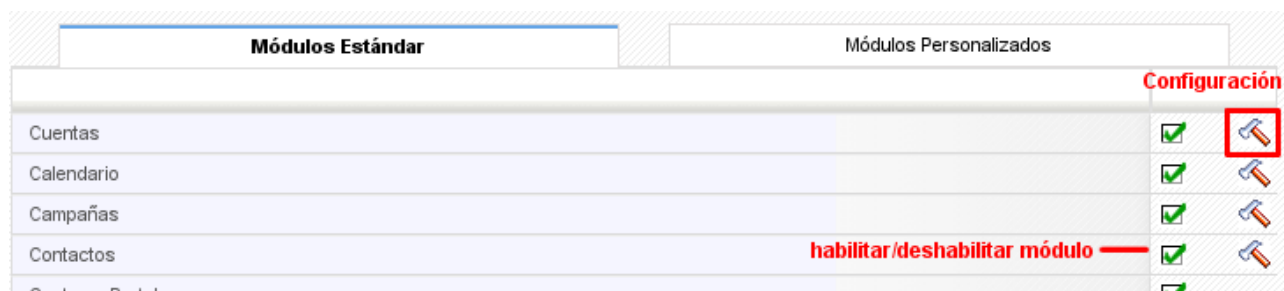 Módulos Estándar
Módulos Personalizados
Configuración
Cuentas
Calendario
Campañas
Contactos
habilitar/deshabilitar módulo